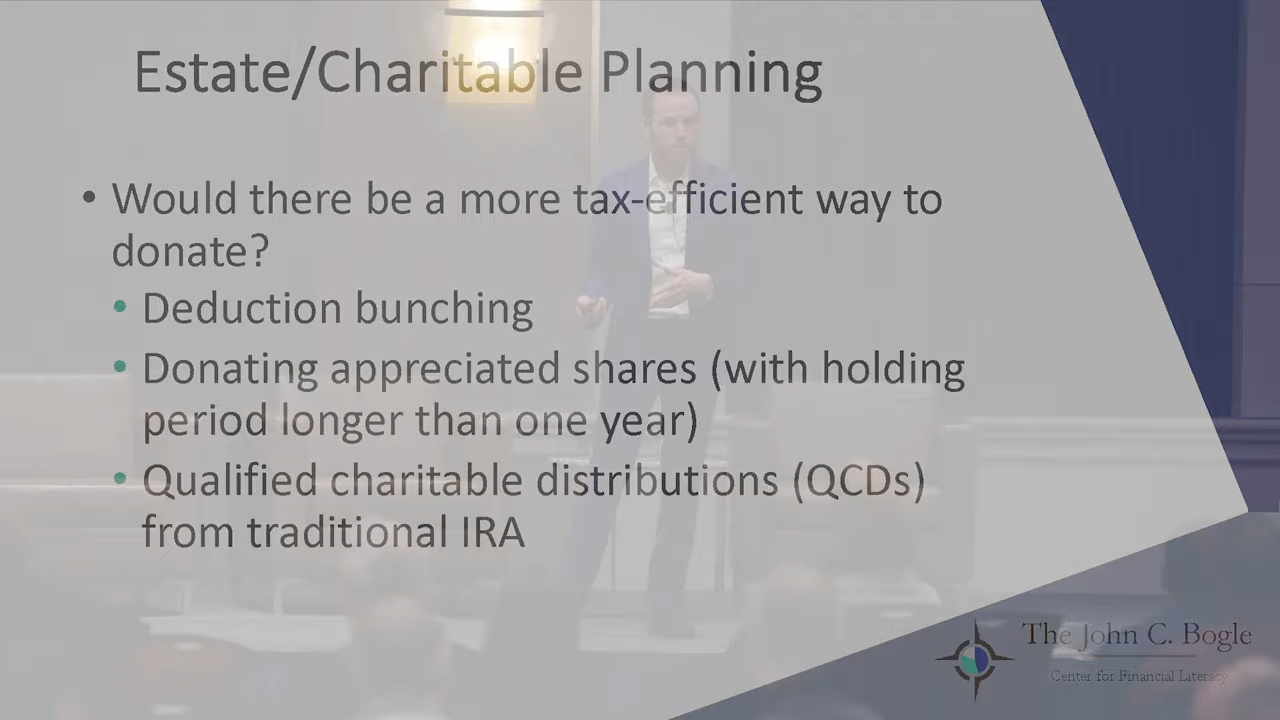 Estate/Charitable Planning
• Would there be a more tax-efficient way to
donate?
• Deduction bunching
• Donating appreciated shares (with holding
period longer than one year)
• Qualified charitable distributions (QCDs)
from traditional IRA
The John C. Bogle
Center for Financial Literacy